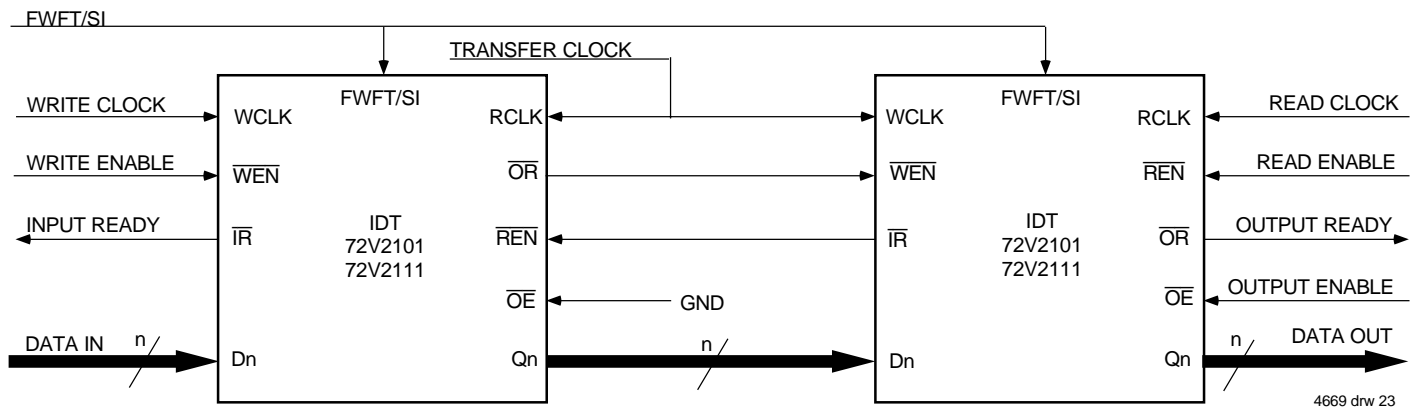 FWFT/SI
TRANSFER CLOCK
FWFT/SI
FWFT/SI
WRITE CLOCK
WCLK
RCLK
WCLK
RCLK
READ CLOCK
WRITE ENABLE
WEN
OR
WEN
REN
READ ENABLE
INPUT READY
IR
IDT
72V2101
72V2111
REN
IR
IDT
72V2101
72V2111
OR
OUTPUT READY
OE
GND
OE
OUTPUT ENABLE
DATA IN
n
Dn
Qn
n
Dn
Qn
n
DATA OUT
4669 drw 23